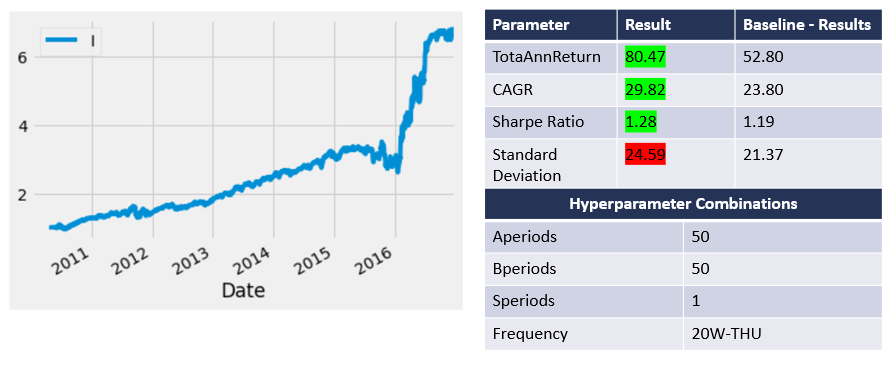 I
6
4
2
2011
2012
2013
2014
2015
2016
Date
Parameter Result Baseline - Results
TotaAnnReturn 80.47 52.80
CAGR 29.82 23.80
Sharpe Ratio 1.28 1.19
Standard 24.59 21.37
Deviation
Hyperparameter Combinations
Aperiods 50
Bperiods 50
Speriods 1
Frequency 20W-THU